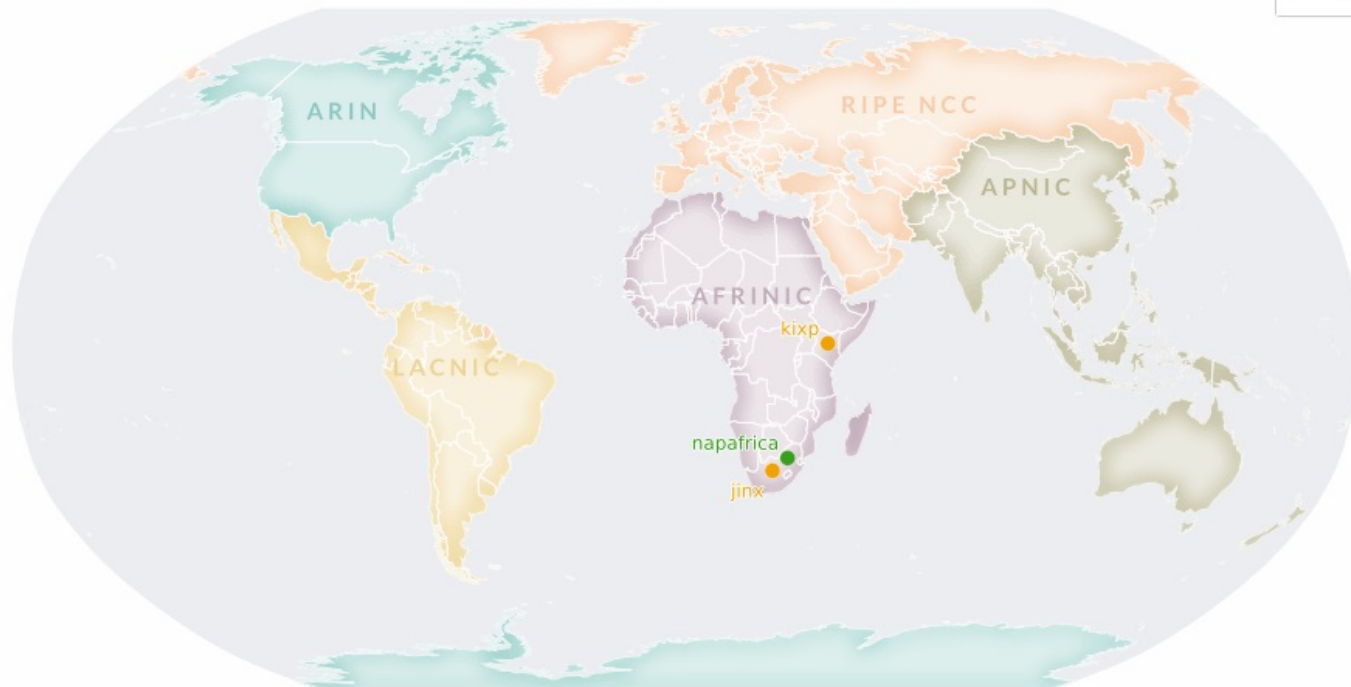 ARIN
RIPE NCC
APNIC
AFRINIC
kixp
LACNIC
napafrica
jinx